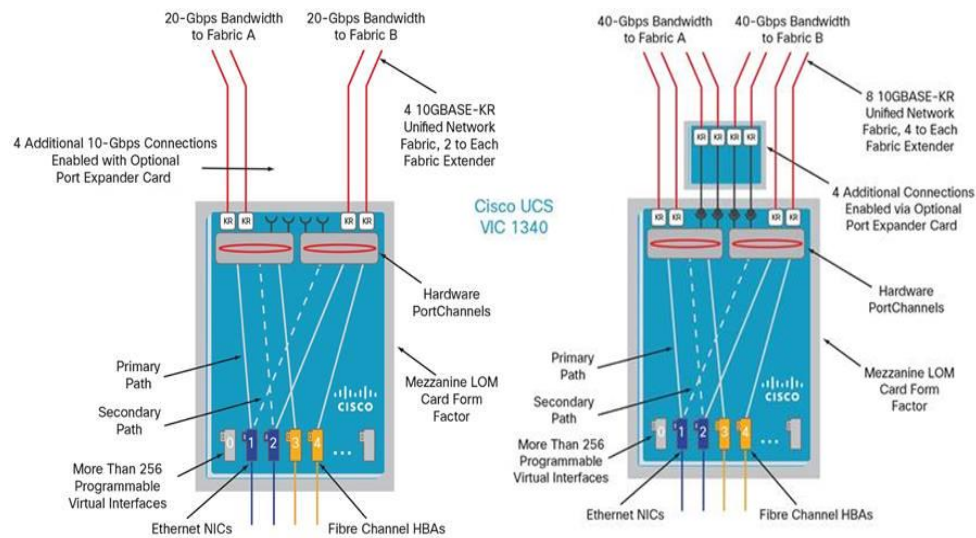 20-Gbps Bandwidth
to Fabric A
20-Gbps Bandwidth
to Fabric B
4 10GBASE-KR
Unified Network
Fabric, 2 to Each
Fabric Extender
4 Additional 10-Gbps Connections
Enabled with Optional
Port Expander Card
KR
KR
KR
KR
Hardware
PortChannels
Primary
Path
Secondary
Path
CISCO
Mezzanine LOM
Card Form
Factor
0
1
2
3
4
...
More Than 256
Programmable
Virtual Interfaces
Ethernet NICs
Fibre Channel HBAs
Cisco UCS
VIC 1340
40-Gbps Bandwidth
to Fabric A
40-Gbps Bandwidth
to Fabric B
8 10GBASE-KR
Unified Network
Fabric, 4 to Each
Fabric Extender
KR
KR
KR
KR
4 Additional Connections
Enabled via Optional
Port Expander Card
KR
KR
KR
KR
Hardware
PortChannels
Primary
Path
Secondary
Path
CISCO
Mezzanine LOM
Card Form
Factor
0
1
2
3
4
...
More Than 256
Programmable
Virtual Interfaces
Ethernet NICs
Fibre Channel HBAs